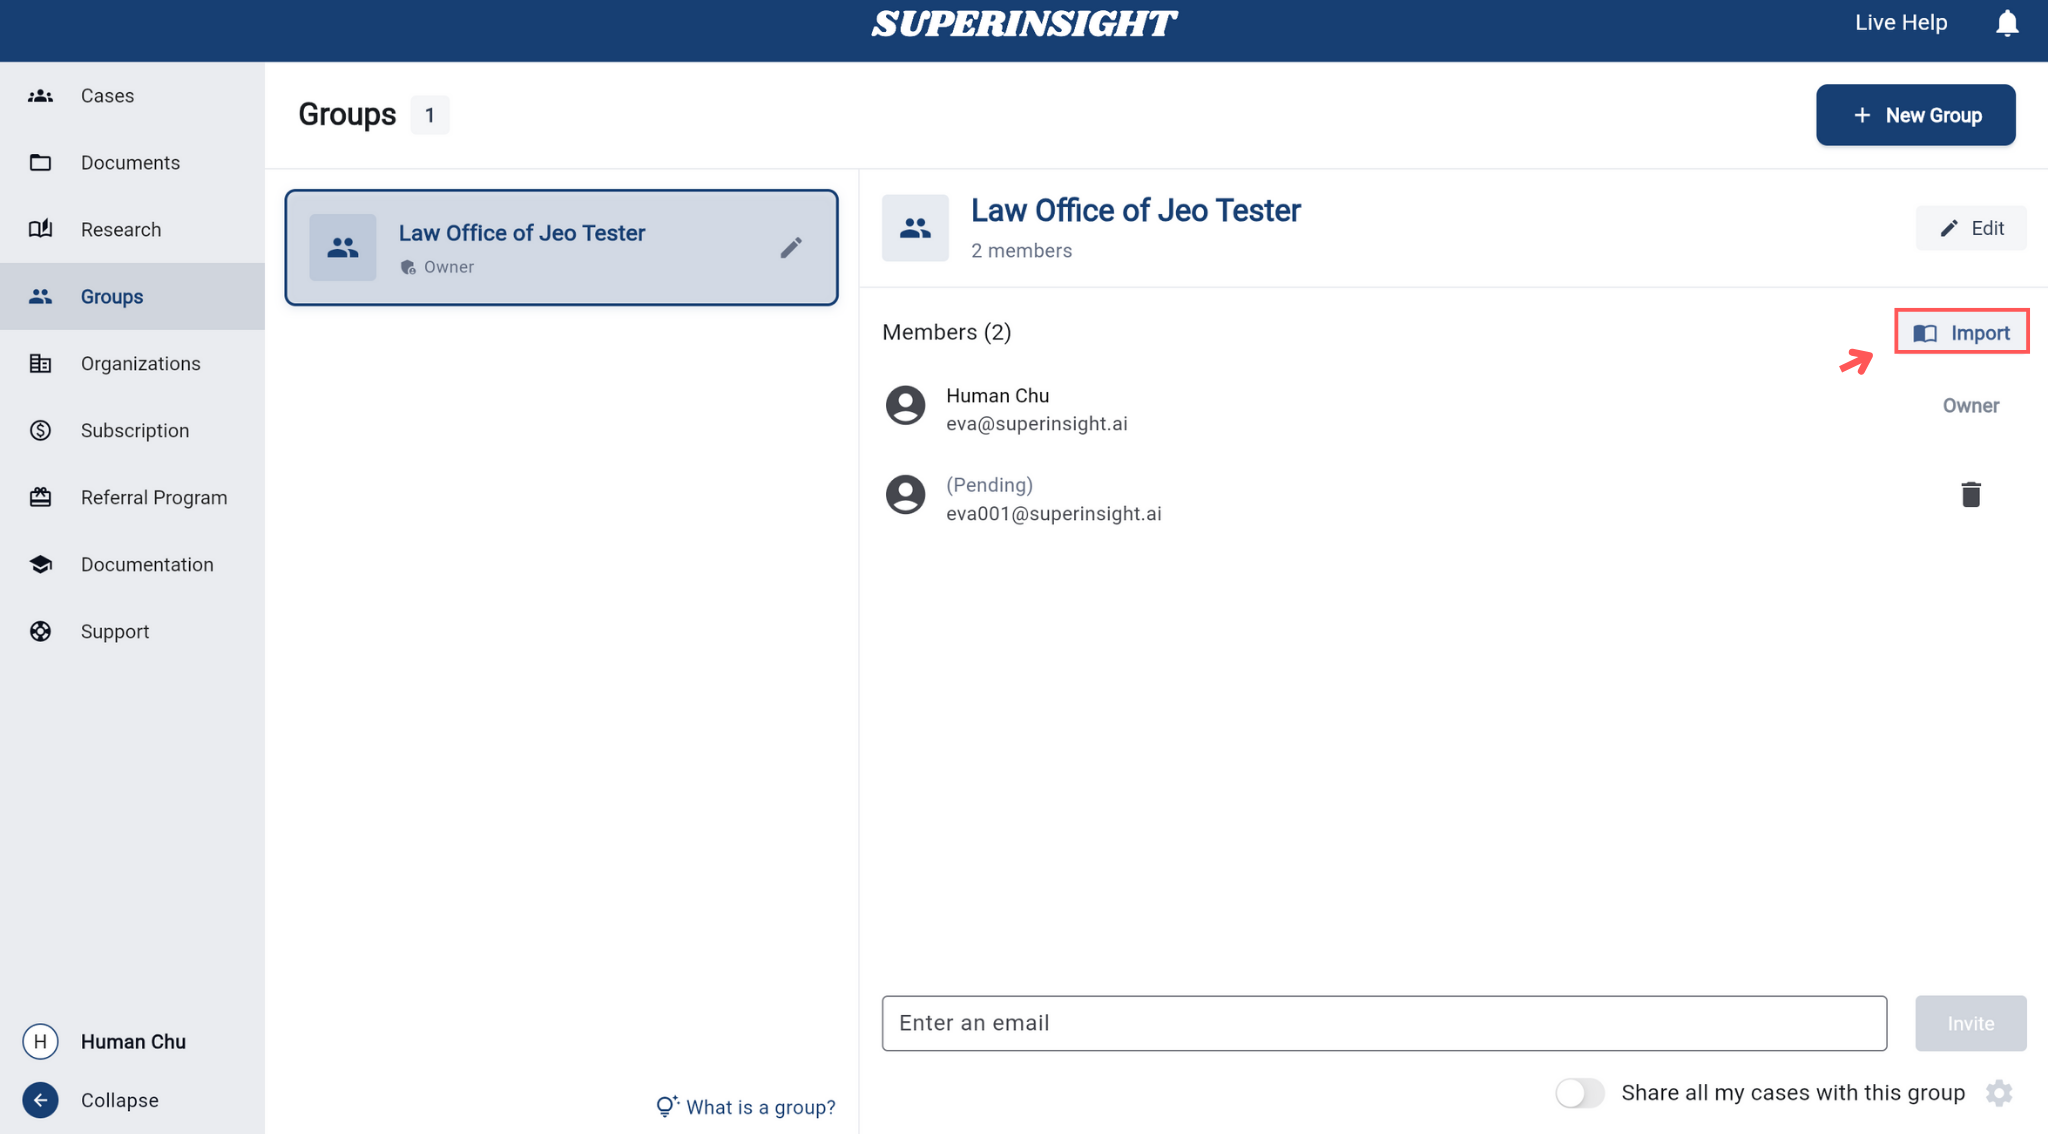 SUPERINSIGHT
Live Help
Cases
Documents
Research
Groups
Organizations
Subscription
Referral Program
Documentation
Support
H
Human Chu
Collapse
Groups 1
+ New Group
Law Office of Jeo Tester
Owner
What is a group?
Law Office of Jeo Tester
2 members
Edit
Members (2)
Import
Human Chu
eva@superinsight.ai
Owner
(Pending)
eva001@superinsight.ai
Enter an email
Invite
Share all my cases with this group